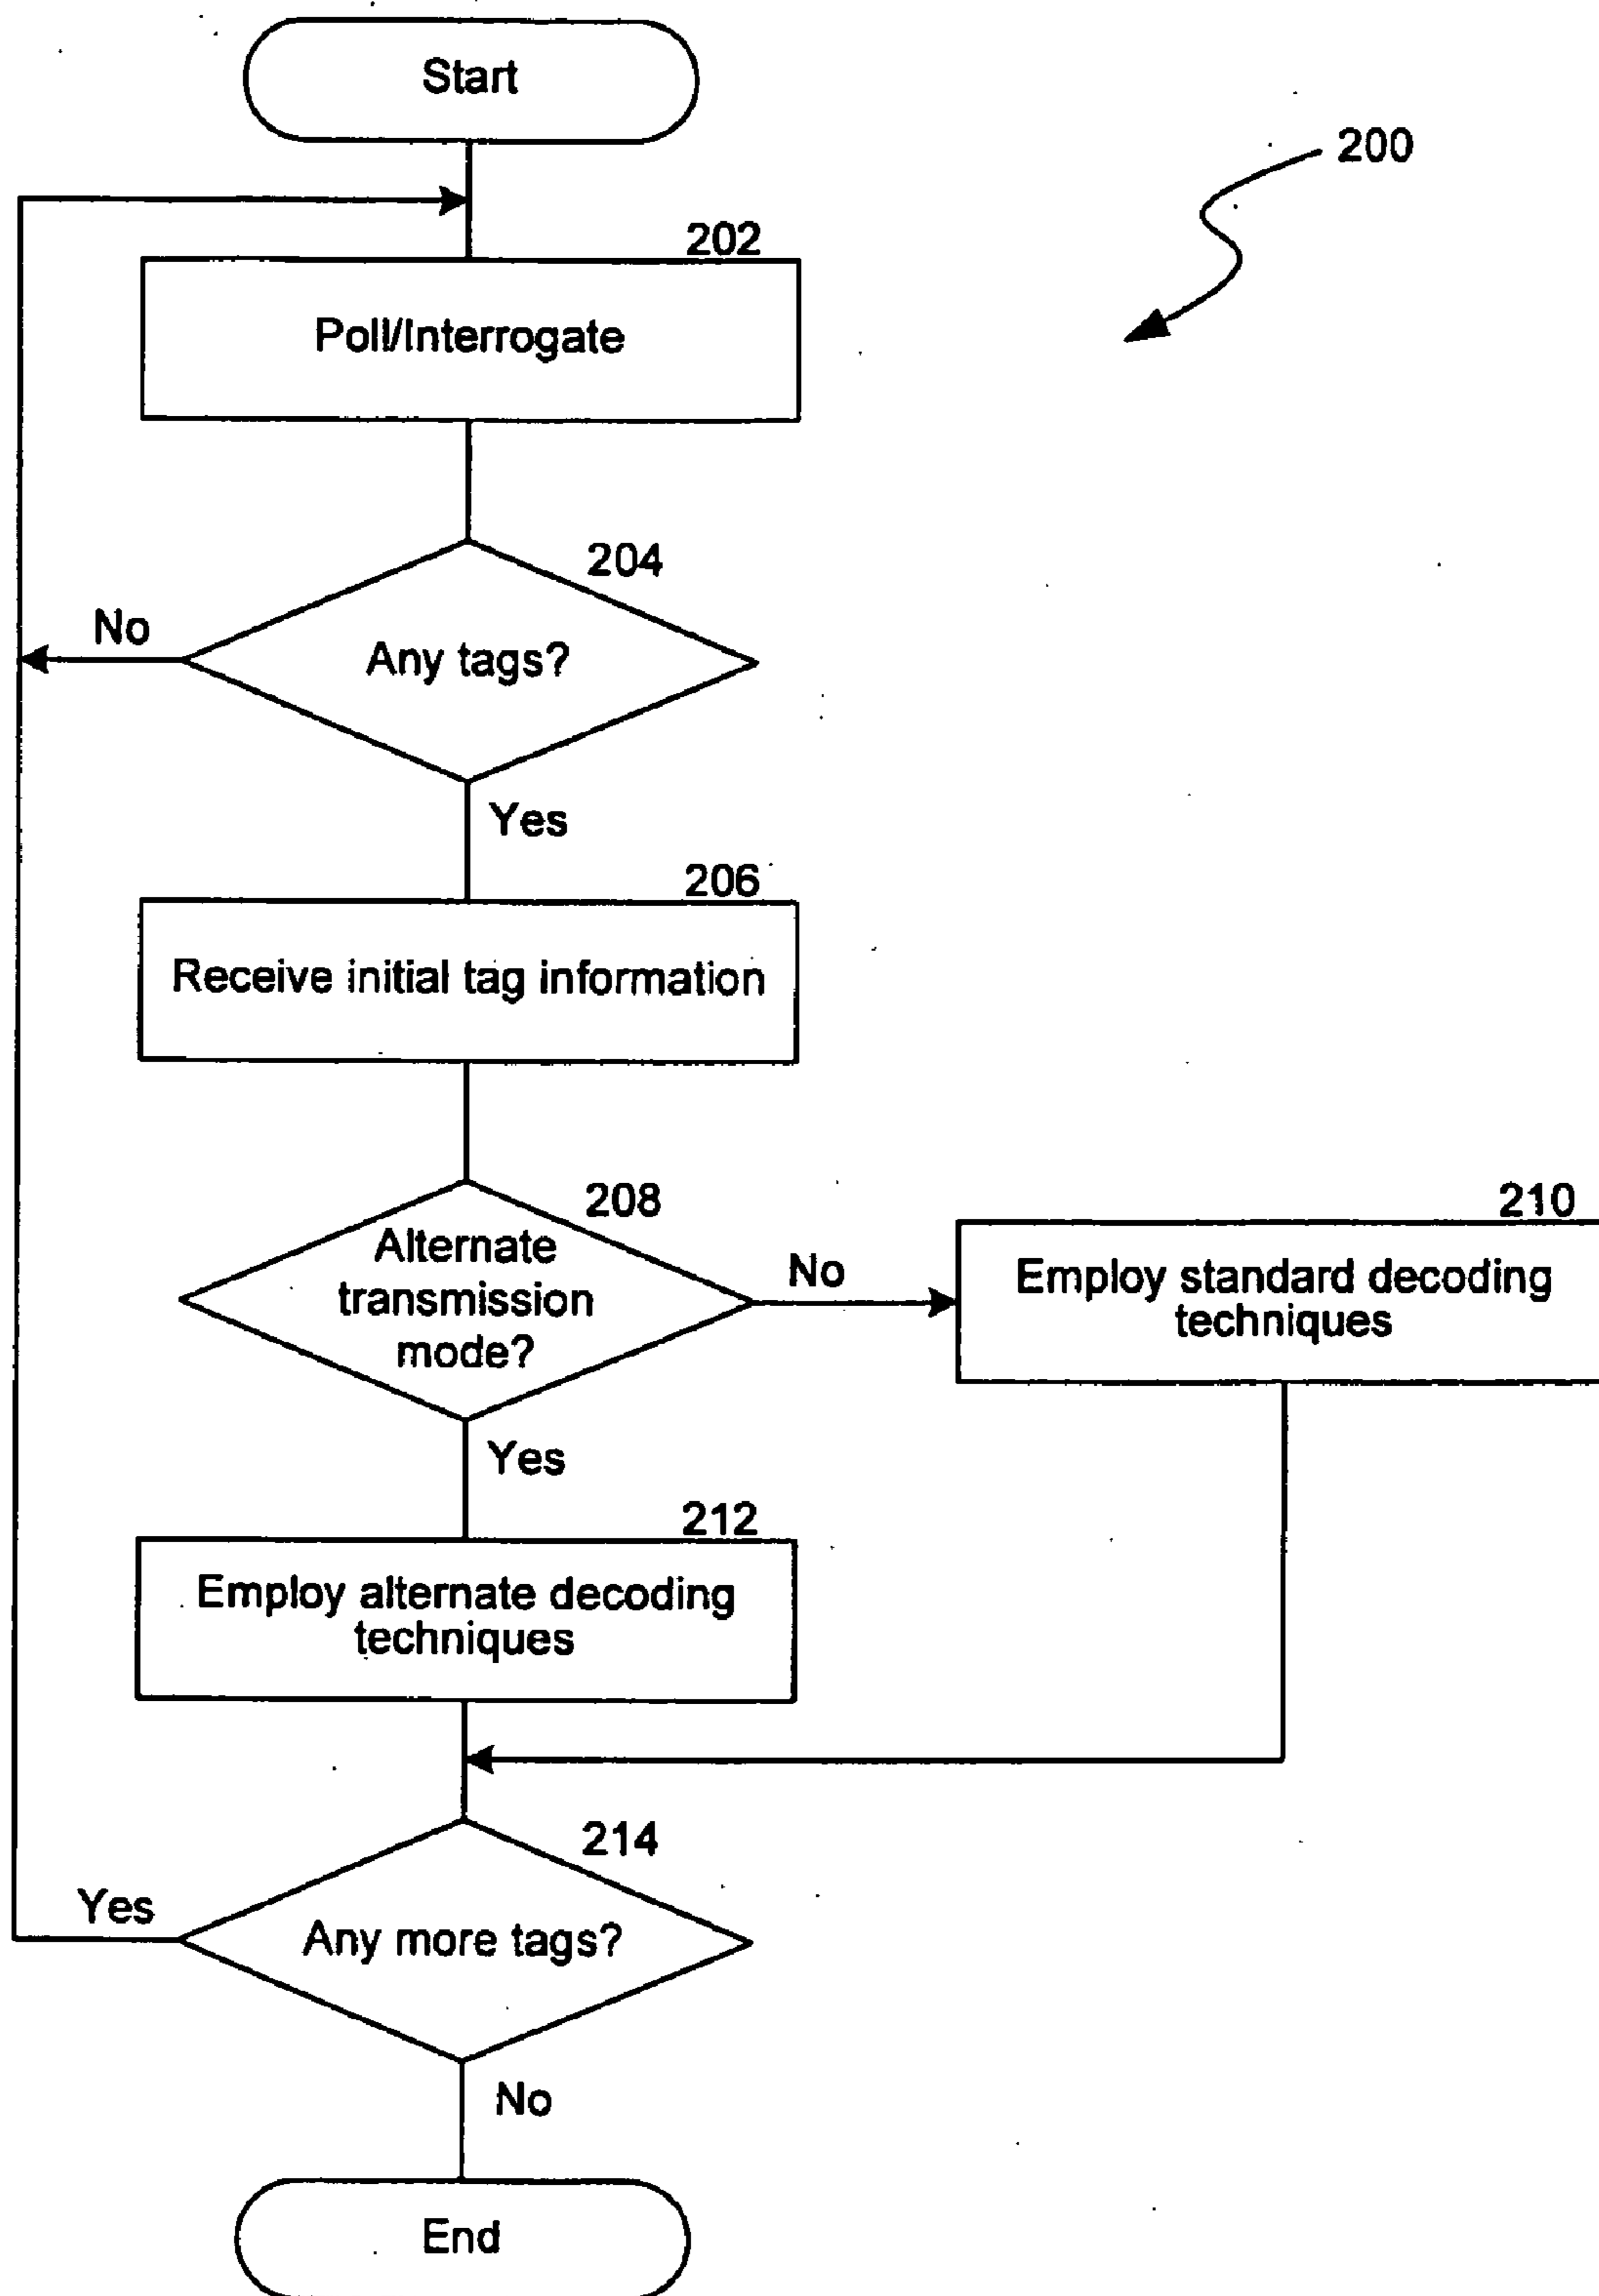 Start
200
202
Poll/Interrogate
204
No
Any tags?
Yes
206
Receive initial tag information
208
Alternate
transmission
mode?
No
210
Employ standard decoding
techniques
Yes
212
Employ alternate decoding
techniques
214
Yes
Any more tags?
No
End